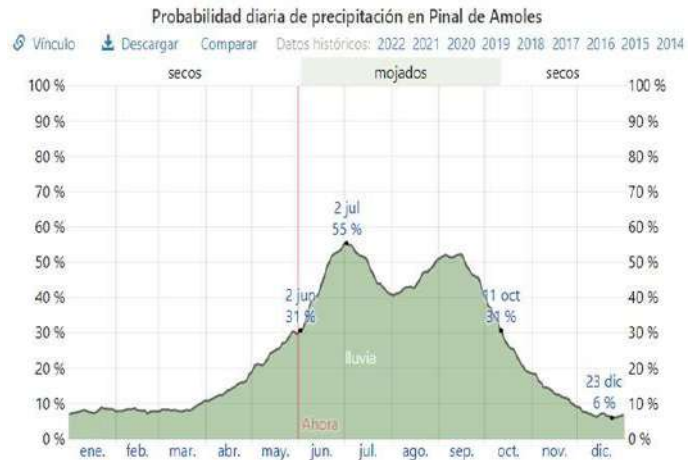 Probabilidad diaria de precipitación en Pinal de Amoles
Vínculo Descargar Comparar Datos históricos: 2022 2021 2020 2019 2018 2017 2016 2015 2014
secos mojados secos
100 % 100 %
90 % 90 %
80 % 80 %
70 % 70 %
60 % 60 %
50 % 50 %
40 % 40 %
30 % 30 %
20 % 20 %
10 % 10 %
0 % 0 %
2 jul
55 %
2 jun
31 %
11 oct
31 %
lluvia
23 dic
6 %
Ahora
ene. feb. mar. abr. may. jun. jul. ago. sep. oct. nov. dic.